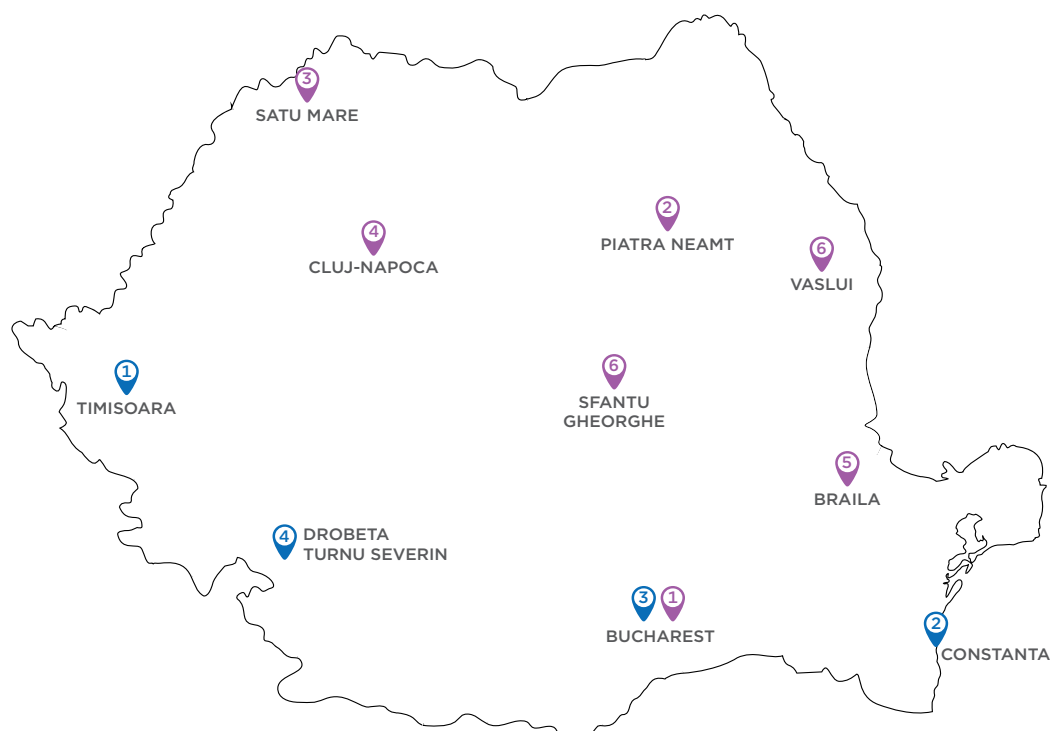 3
SATU MARE
2
PIATRA NEAMT
4
CLUJ-NAPOCA
6
VASLUI
1
TIMISOARA
6
SFANTU
GHEORGHE
5
BRAILA
4
DROBETA
TURNU SEVERIN
3 1
BUCHAREST
2
CONSTANTA